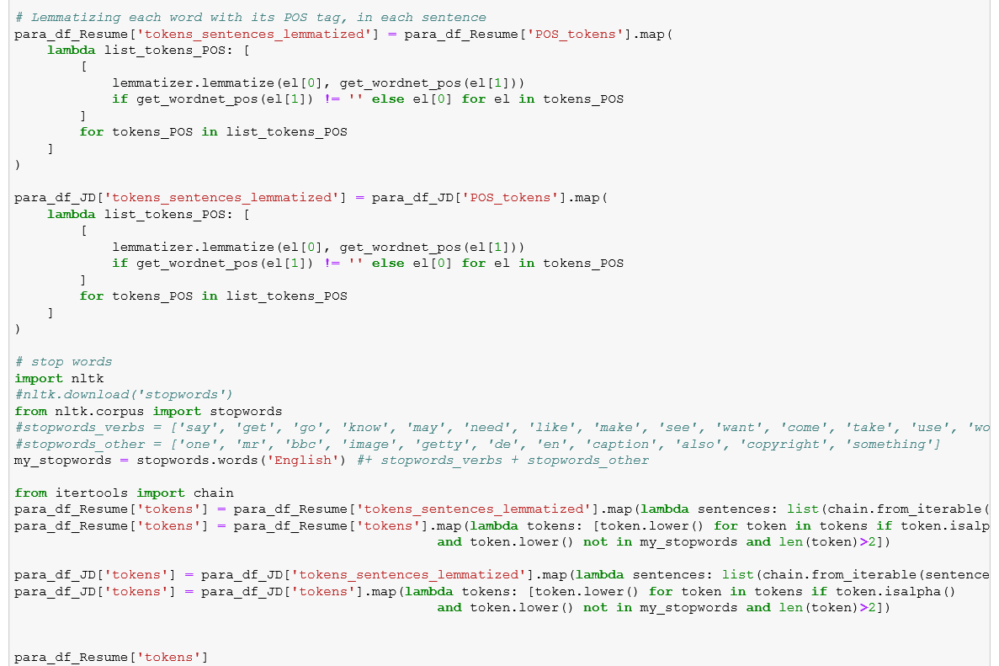 # Lemmatizing each word with its POS tag, in each sentence
para_df_Resume['tokens_sentences_lemmatized'] = para_df_Resume['POS_tokens'].map(
    lambda list_tokens_POS: [
        [
            lemmatizer.lemmatize(el[0], get_wordnet_pos(el[1]))
            if get_wordnet_pos(el[1]) != '' else el[0] for el in tokens_POS
        ]
        for tokens_POS in list_tokens_POS
    ]
)

para_df_JD['tokens_sentences_lemmatized'] = para_df_JD['POS_tokens'].map(
    lambda list_tokens_POS: [
        [
            lemmatizer.lemmatize(el[0], get_wordnet_pos(el[1]))
            if get_wordnet_pos(el[1]) != '' else el[0] for el in tokens_POS
        ]
        for tokens_POS in list_tokens_POS
    ]
)

# stop words
import nltk
#nltk.download('stopwords')
from nltk.corpus import stopwords
#stopwords_verbs = ['say', 'get', 'go', 'know', 'may', 'need', 'like', 'make', 'see', 'want', 'come', 'take', 'use', 'wo
#stopwords_other = ['one', 'mr', 'bbc', 'image', 'getty', 'de', 'en', 'caption', 'also', 'copyright', 'something']
my_stopwords = stopwords.words('English') #+ stopwords_verbs + stopwords_other

from itertools import chain
para_df_Resume['tokens'] = para_df_Resume['tokens_sentences_lemmatized'].map(lambda sentences: list(chain.from_iterable(
para_df_Resume['tokens'] = para_df_Resume['tokens'].map(lambda tokens: [token.lower() for token in tokens if token.isalp
                                                    and token.lower() not in my_stopwords and len(token)>2])

para_df_JD['tokens'] = para_df_JD['tokens_sentences_lemmatized'].map(lambda sentences: list(chain.from_iterable(sentence
para_df_JD['tokens'] = para_df_JD['tokens'].map(lambda tokens: [token.lower() for token in tokens if token.isalpha()
                                                    and token.lower() not in my_stopwords and len(token)>2])


para_df_Resume['tokens']